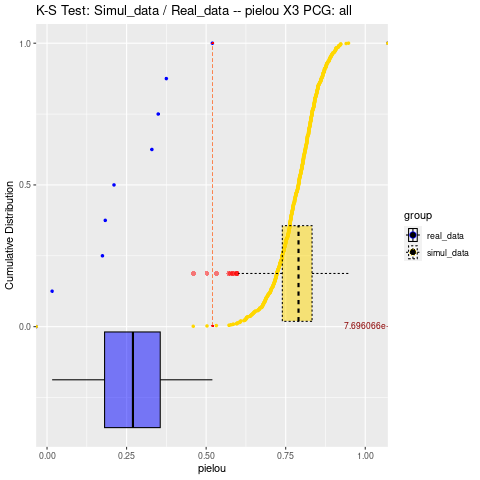 K-S Test: Simul_data / Real_data -- pielou X3 PCG: all
Cumulative Distribution
1.0
0.5
0.0
7.696066e-
0.00 0.25 0.50 0.75 1.00
pielou
group
real_data
simul_data